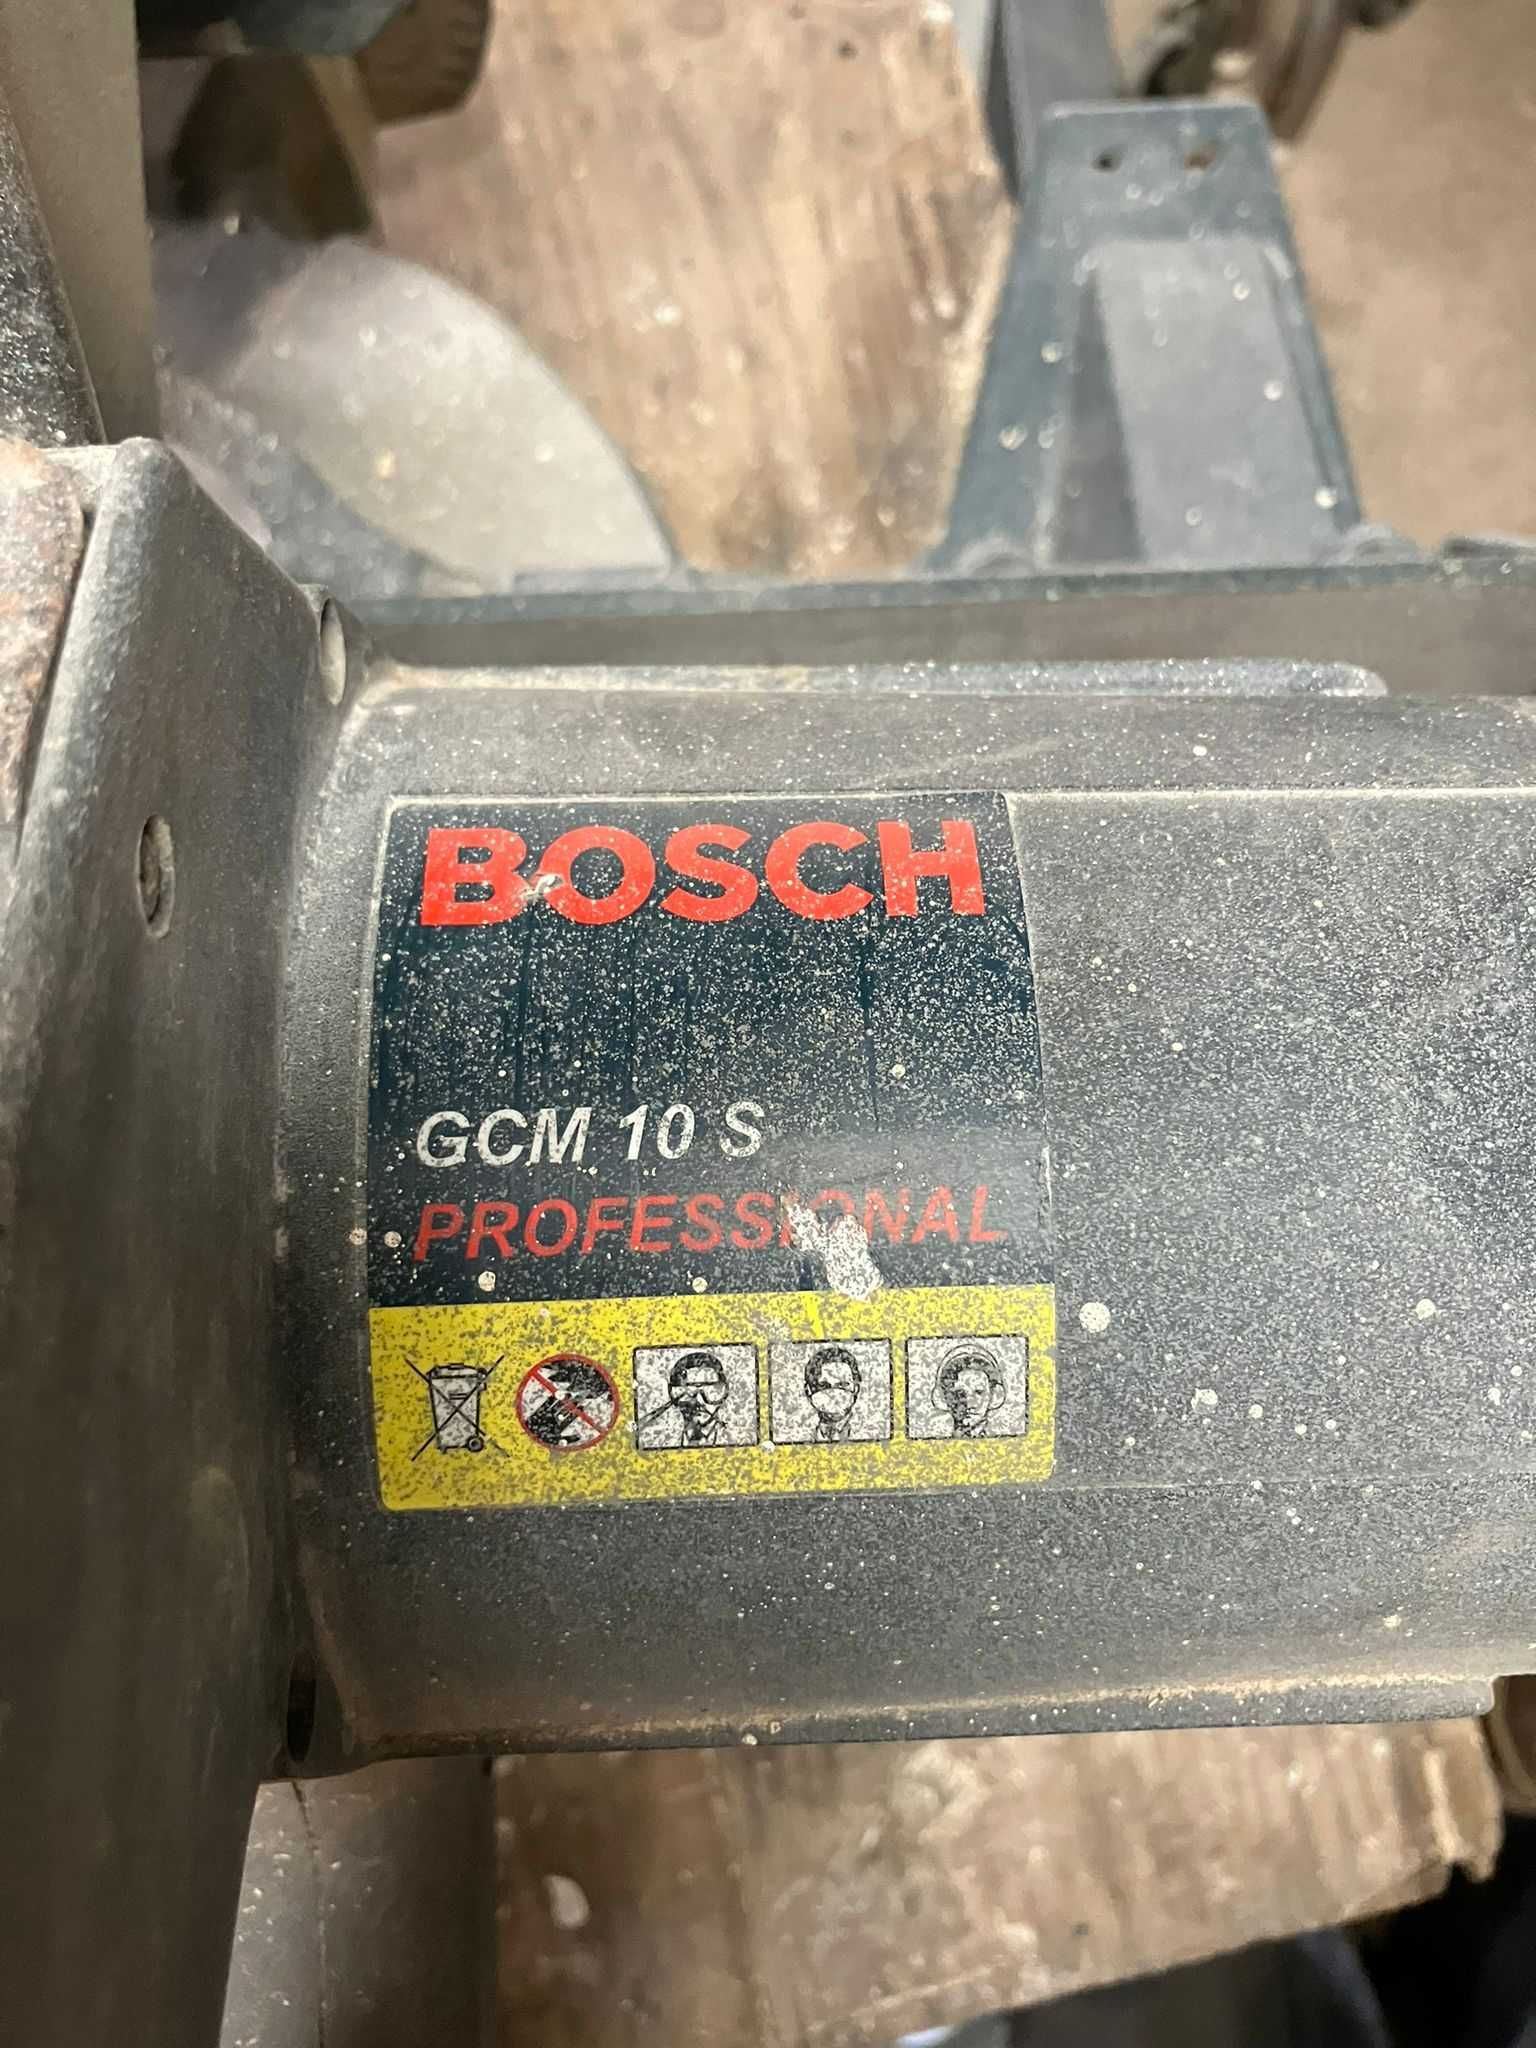 BOSCH
GCM 10 S
PROFESSIONAL